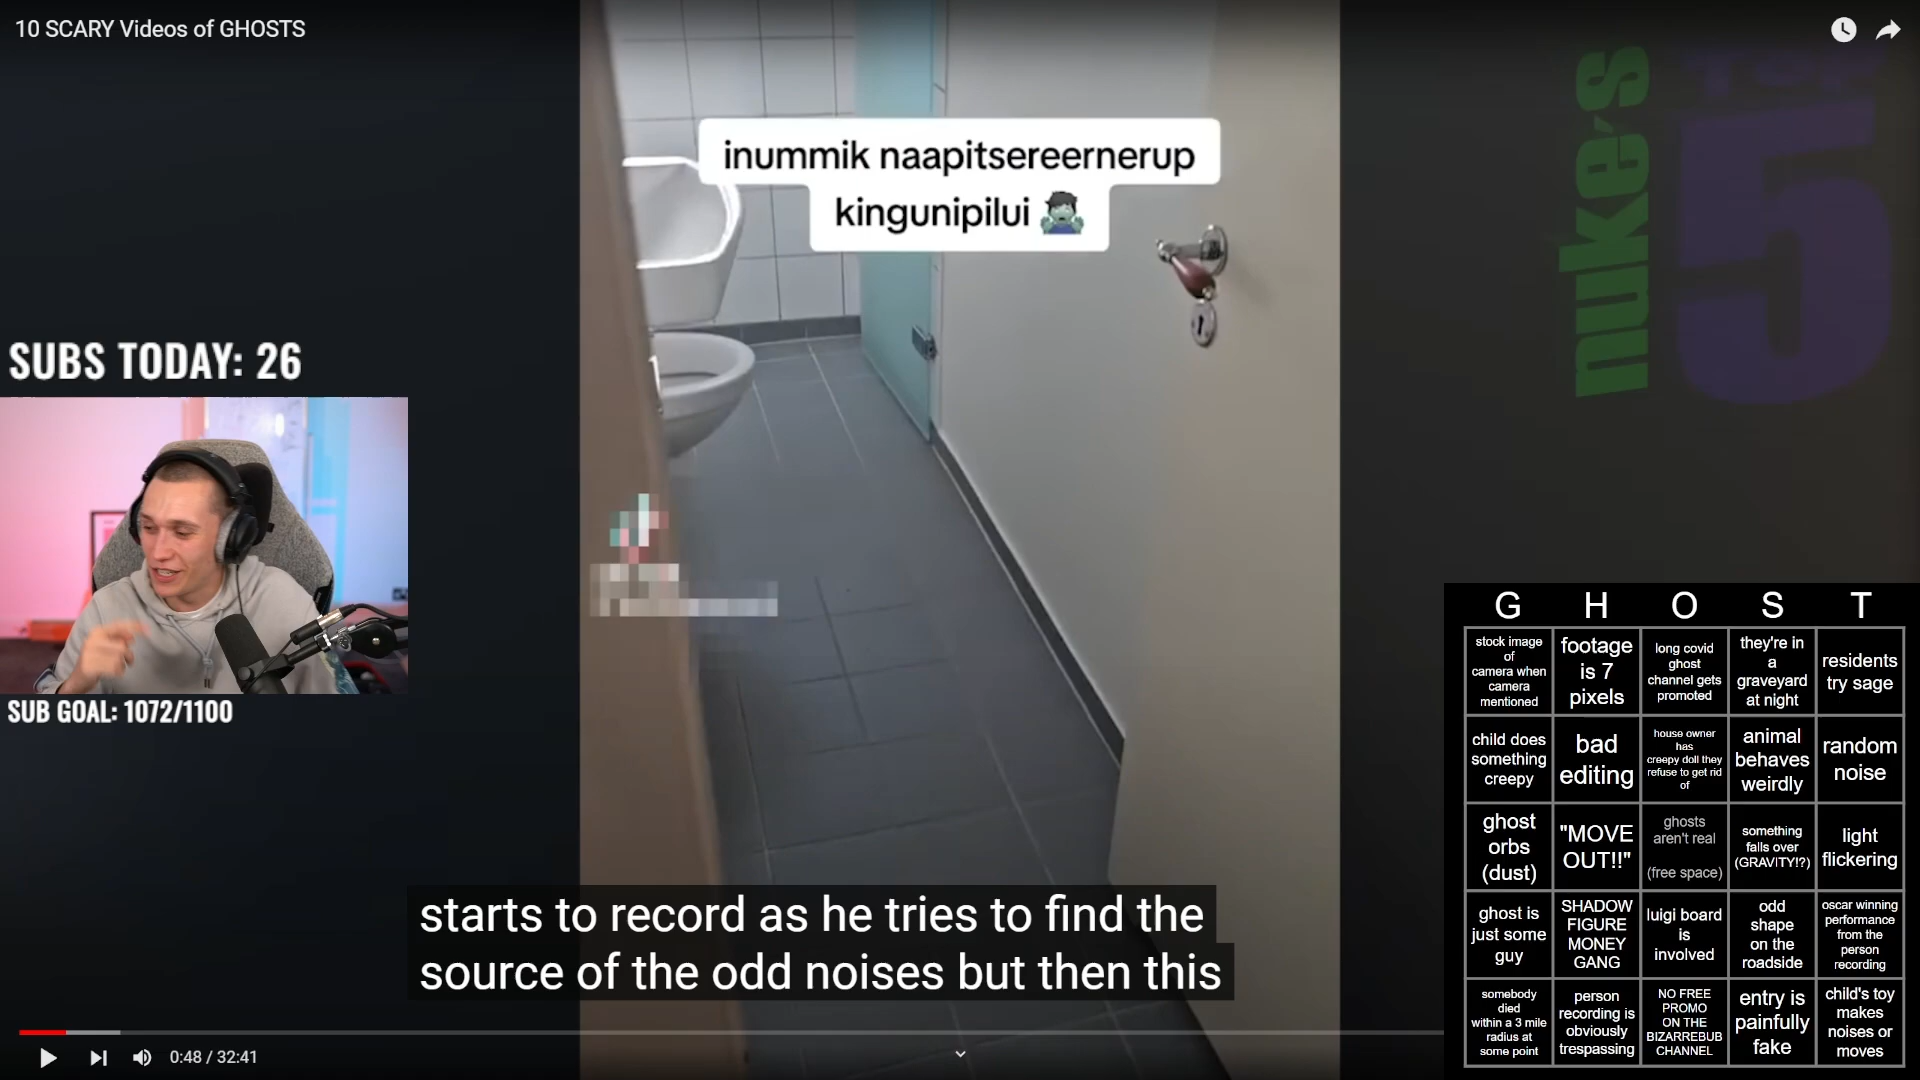 10 SCARY Videos of GHOSTS
nuke's
TOP
5
inummik naapitsereernerup
kingunipilui
SUBS TODAY: 26
SUB GOAL: 1072/1100
starts to record as he tries to find the
source of the odd noises but then this
0:48 / 32:41
G H O S T
stock image
of
camera when
camera
mentioned
footage
is 7
pixels
long covid
ghost
channel gets
promoted
they're in
a
graveyard
at night
residents
try sage
child does
something
creepy
bad
editing
house owner
has
creepy doll they
refuse to get rid
of
animal
behaves
weirdly
random
noise
ghost
orbs
(dust)
"MOVE
OUT!!"
ghosts
aren't real
(free space)
something
falls over
(GRAVITY!?)
light
flickering
ghost is
just some
guy
SHADOW
FIGURE
MONEY
GANG
luigi board
is
involved
odd
shape
on the
roadside
oscar winning
performance
from the
person
recording
somebody
died
within a 3 mile
radius at
some point
person
recording is
obviously
trespassing
NO FREE
PROMO
ON THE
BIZARREBUB
CHANNEL
entry is
painfully
fake
child's toy
makes
noises or
moves